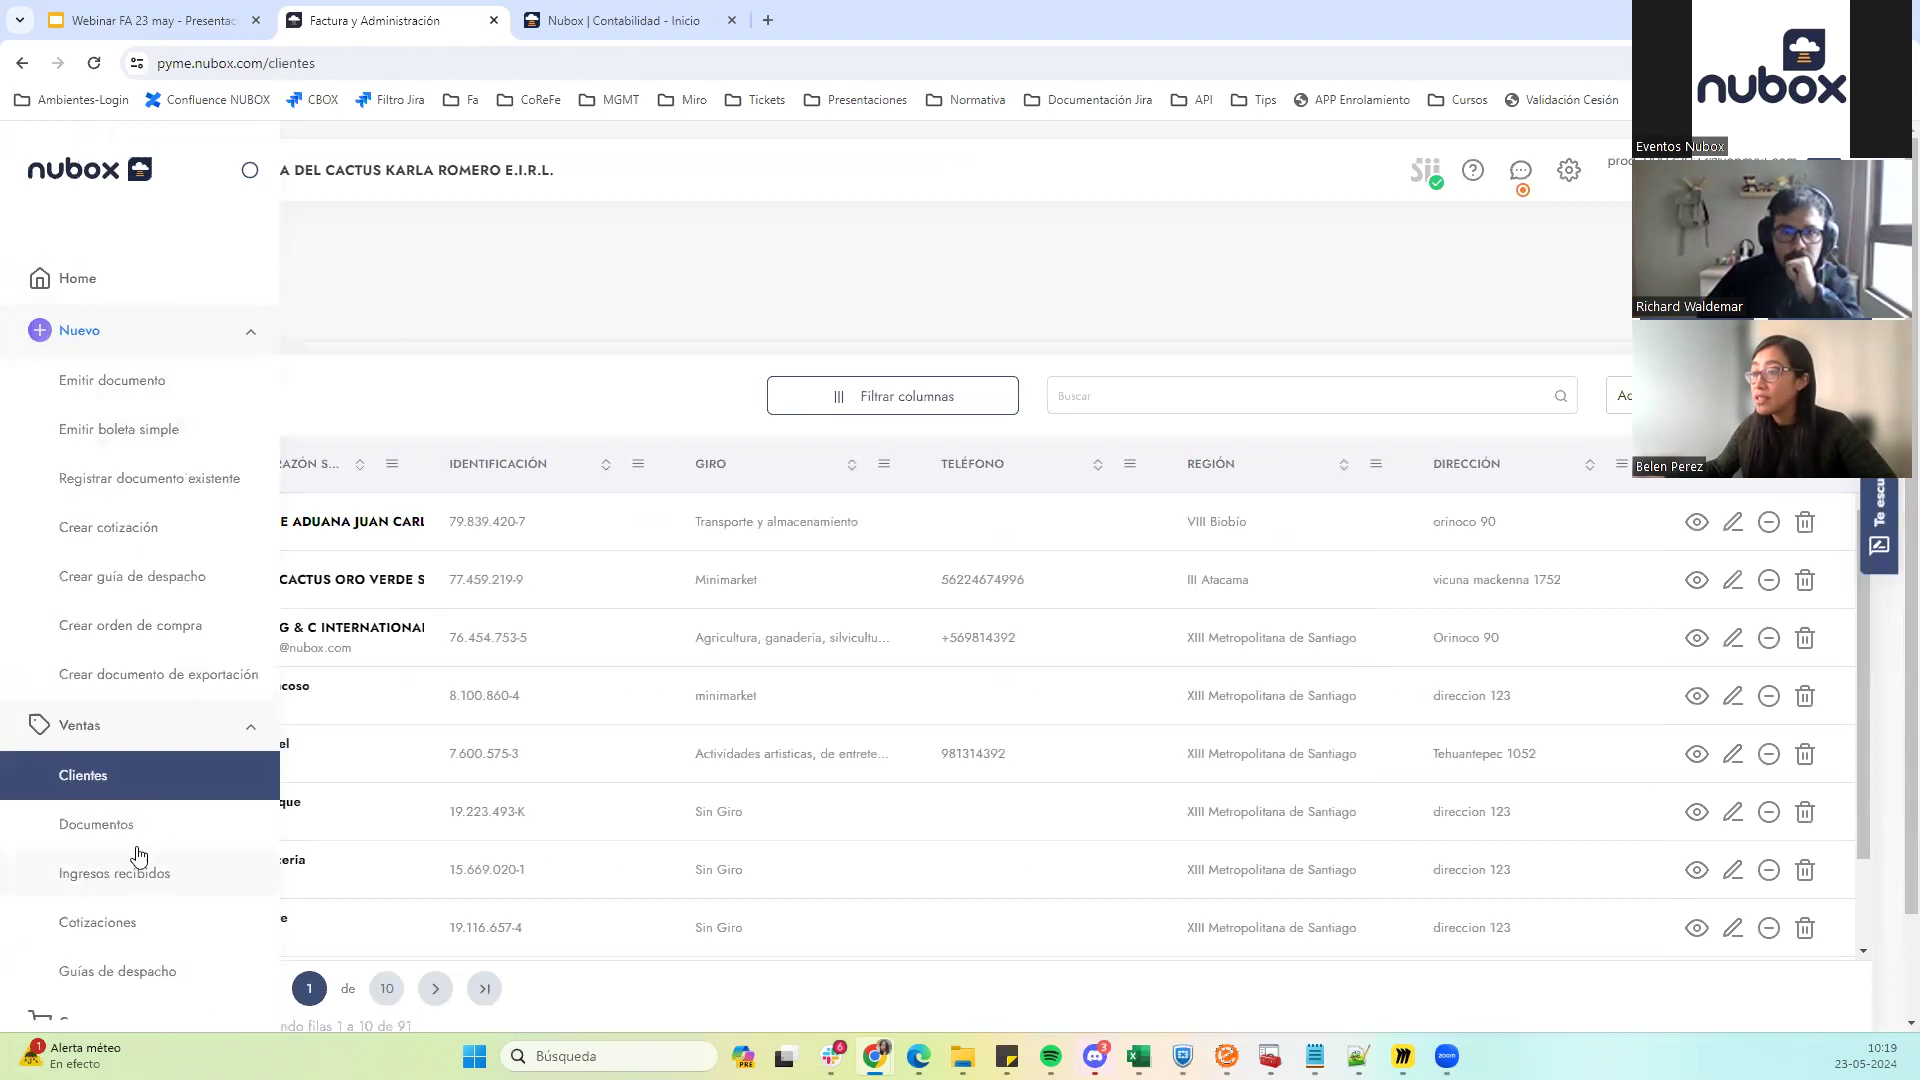 Webinar FA 23 may - Presentac
Factura y Administración
Nubox | Contabilidad - Inicio
pyme.nubox.com/clientes
Ambientes-Login
Confluence NUBOX
CBOX
Filtro Jira
Fa
CoReFe
MGMT
Miro
Tickets
Presentaciones
Normativa
Documentación Jira
API
Tips
APP Enrolamiento
Cursos
Validación Cesión
nubox
Eventos Nubox
Richard Waldemar
Belen Perez
nubox
A DEL CACTUS KARLA ROMERO E.I.R.L.
sii
Home
Nuevo
Emitir documento
Emitir boleta simple
Registrar documento existente
Crear cotización
Crear guía de despacho
Crear orden de compra
Crear documento de exportación
Ventas
Clientes
Documentos
Ingresos recibidos
Cotizaciones
Guías de despacho
Filtrar columnas
Buscar
Ac
RAZÓN S... IDENTIFICACIÓN GIRO TELÉFONO REGIÓN DIRECCIÓN
E ADUANA JUAN CARL 79.839.420-7 Transporte y almacenamiento VIII Biobío orinoco 90
CACTUS ORO VERDE S 77.459.219-9 Minimarket 56224674996 III Atacama vicuna mackenna 1752
G & C INTERNATIONAL 76.454.753-5 Agricultura, ganaderia, silvicultu... +569814392 XIII Metropolitana de Santiago Orinoco 90
@nubox.com
coso 8.100.860-4 minimarket XIII Metropolitana de Santiago direccion 123
el 7.600.575-3 Actividades artisticas, de entrete... 981314392 XIII Metropolitana de Santiago Tehuantepec 1052
que 19.223.493-K Sin Giro XIII Metropolitana de Santiago direccion 123
ceria 15.669.020-1 Sin Giro XIII Metropolitana de Santiago direccion 123
e 19.116.657-4 Sin Giro XIII Metropolitana de Santiago direccion 123
Te escu
1 de 10
ndo filas 1 a 10 de 91
Alerta méteo
En efecto
Búsqueda
PRE
6
3
zoom
10:19
23-05-2024